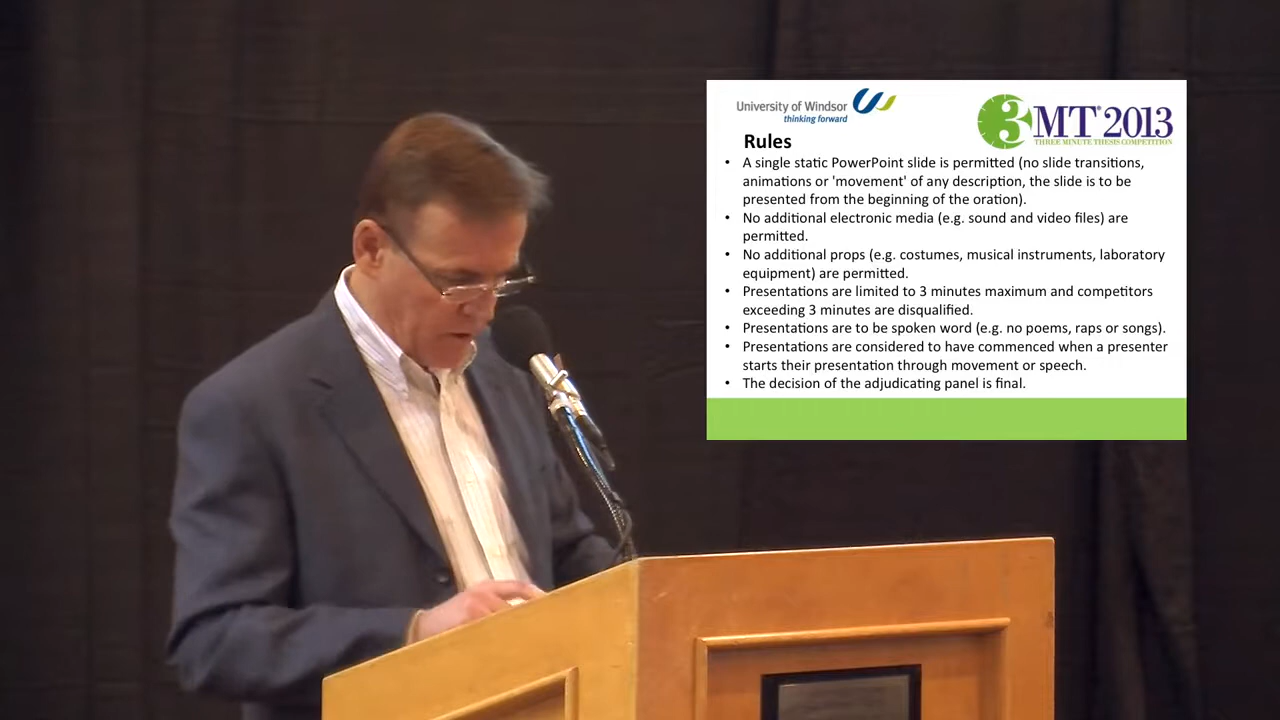 University of Windsor
thinking forward
3MT® 2013
THREE MINUTE THESIS COMPETITION
Rules
• A single static PowerPoint slide is permitted (no slide transitions,
animations or 'movement' of any description, the slide is to be
presented from the beginning of the oration).
• No additional electronic media (e.g. sound and video files) are
permitted.
• No additional props (e.g. costumes, musical instruments, laboratory
equipment) are permitted.
• Presentations are limited to 3 minutes maximum and competitors
exceeding 3 minutes are disqualified.
• Presentations are to be spoken word (e.g. no poems, raps or songs).
• Presentations are considered to have commenced when a presenter
starts their presentation through movement or speech.
• The decision of the adjudicating panel is final.